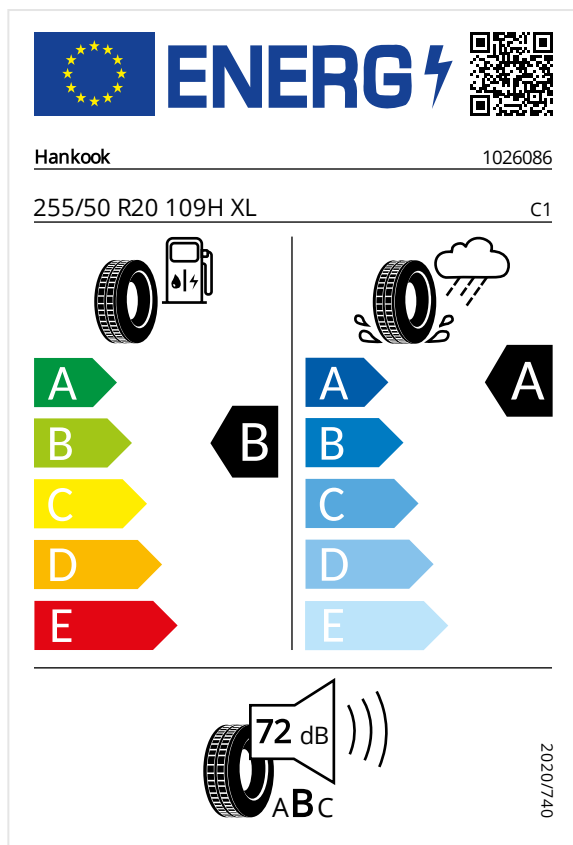 ENERG
Hankook 1026086
255/50 R20 109H XL C1
A A A
B B B
C C
D D
E E
72 dB
ABC
2020/740